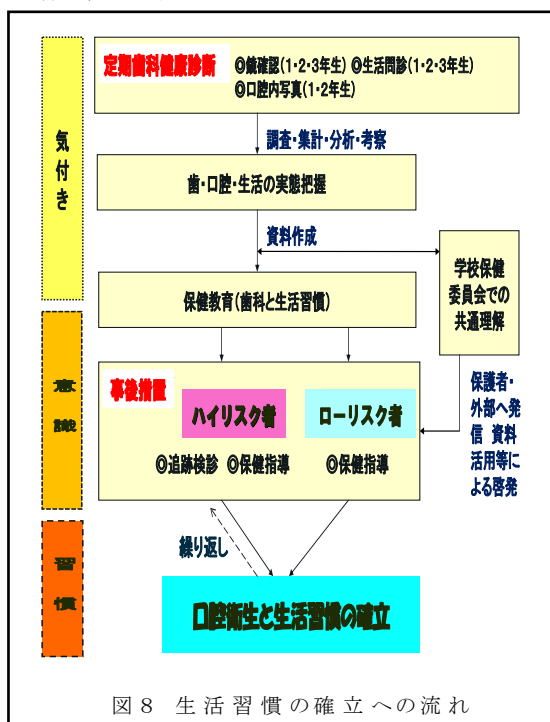 定期歯科健康診断
◎鏡確認(1・2・3年生) ◎生活問診(1・2・3年生)
◎口腔内写真(1・2年生)
気付き
調査・集計・分析・考察
歯・口腔・生活の実態把握
資料作成
学校保健
委員会での
共通理解
保健教育(歯科と生活習慣)
意識
事後措置
ハイリスク者
ローリスク者
◎追跡検診 ◎保健指導
◎保健指導
保護者・
外部へ発
信 資料
活用等に
よる啓発
習慣
繰り返し
口腔衛生と生活習慣の確立
図8 生活習慣の確立への流れ